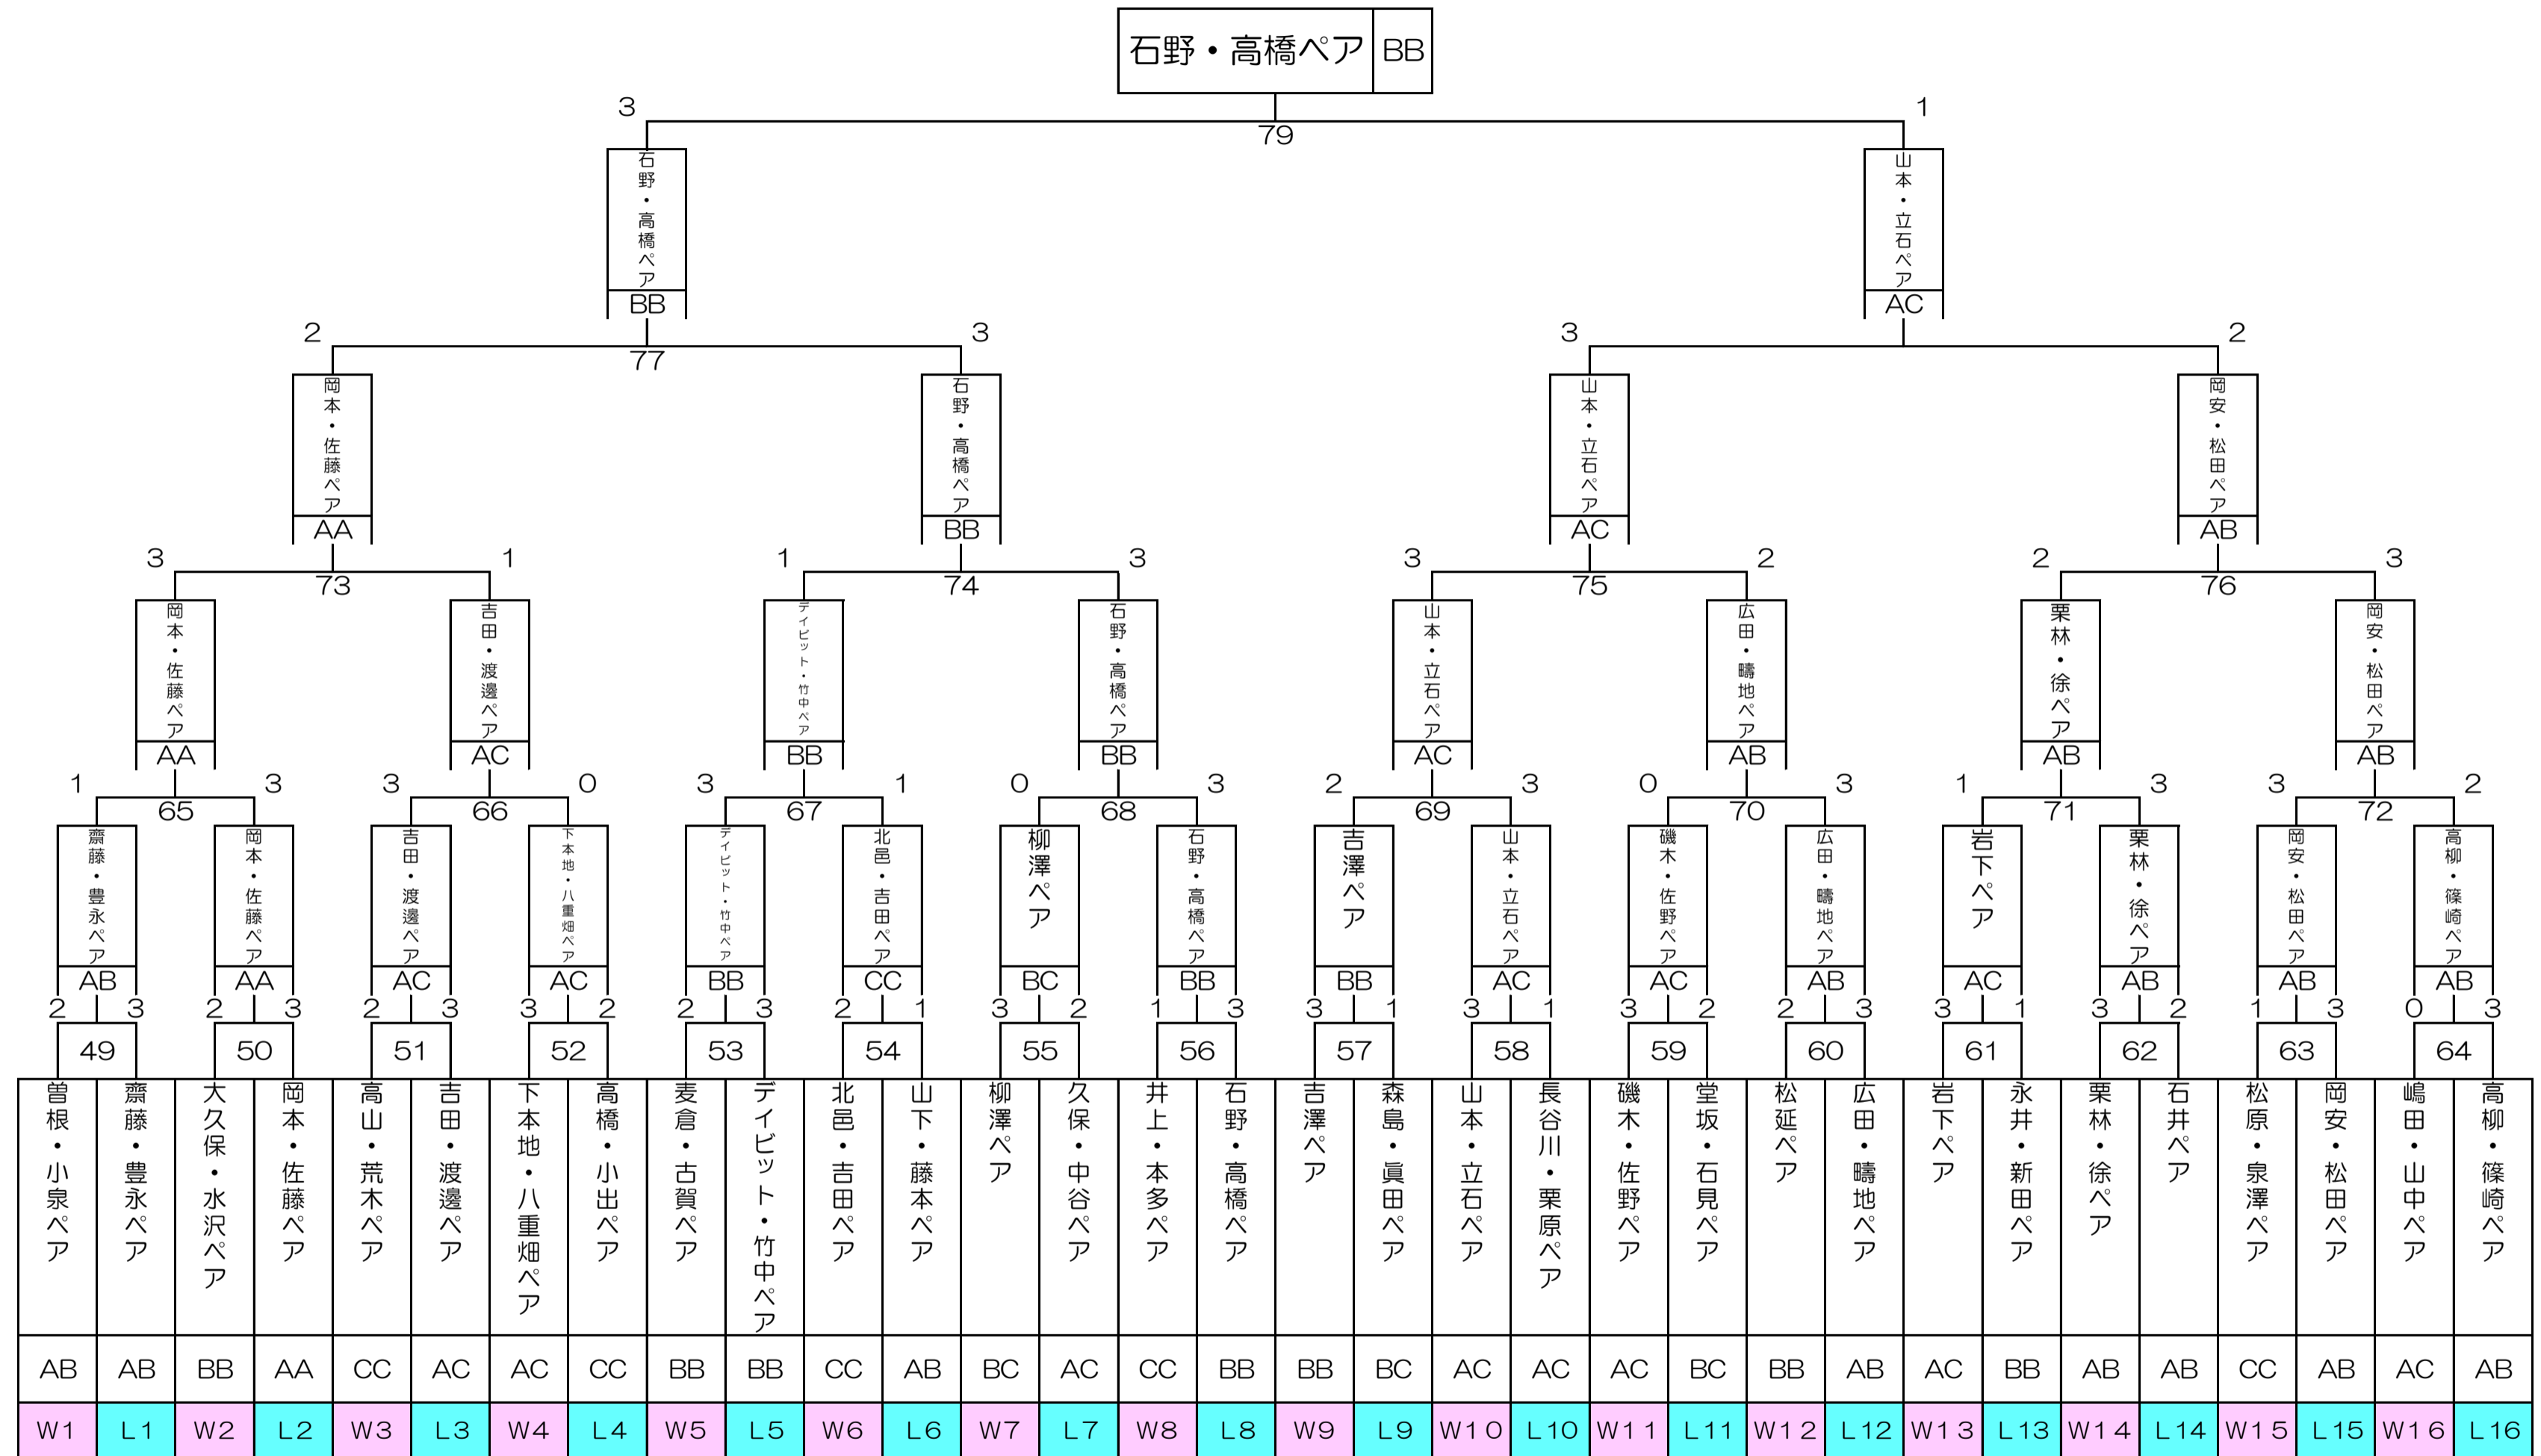 石野・高橋ペア BB
3 1
79
石野・高橋ペア 山本・立石ペア
BB AC
2 3 3 2
77
岡本・佐藤ペア 石野・高橋ペア 山本・立石ペア 岡安・松田ペア
AA BB AC AB
3 1 1 3 3 2 2 3
73 74 75 76
岡本・佐藤ペア 吉田・渡邊ペア デイビット・竹中ペア 石野・高橋ペア 山本・立石ペア 広田・疇地ペア 栗林・徐ペア 岡安・松田ペア
AA AC BB BB AC AB AB AB
1 3 3 0 3 1 0 3 2 3 0 3 1 3 3 2
65 66 67 68 69 70 71 72
齋藤・豊永ペア 岡本・佐藤ペア 吉田・渡邊ペア 下本地・八重畑ペア デイビット・竹中ペア 北邑・吉田ペア 柳澤ペア 石野・高橋ペア 吉澤ペア 山本・立石ペア 磯木・佐野ペア 広田・疇地ペア 岩下ペア 栗林・徐ペア 岡安・松田ペア 高柳・篠崎ペア
AB AA AC AC BB CC BC BB BB AC AC AB AC AB AB AB
2 3 2 3 2 3 3 2 2 3 2 1 3 2 1 3 3 1 3 1 3 2 2 3 3 1 3 2 1 3 0 3
49 50 51 52 53 54 55 56 57 58 59 60 61 62 63 64
曽根・小泉ペア 齋藤・豊永ペア 大久保・水沢ペア 岡本・佐藤ペア 高山・荒木ペア 吉田・渡邊ペア 下本地・八重畑ペア 高橋・小出ペア 麦倉・古賀ペア デイビット・竹中ペア 北邑・吉田ペア 山下・藤本ペア 柳澤ペア 久保・中谷ペア 井上・本多ペア 石野・高橋ペア 吉澤ペア 森島・眞田ペア 山本・立石ペア 長谷川・栗原ペア 磯木・佐野ペア 堂坂・石見ペア 松延ペア 広田・疇地ペア 岩下ペア 永井・新田ペア 栗林・徐ペア 石井ペア 松原・泉澤ペア 岡安・松田ペア 嶋田・山中ペア 高柳・篠崎ペア
AB AB BB AA CC AC AC CC BB BB CC AB BC AC CC BB BB BC AC AC AC BC BB AB AC BB AB AB CC AB AC AB
W1 L1 W2 L2 W3 L3 W4 L4 W5 L5 W6 L6 W7 L7 W8 L8 W9 L9 W10 L10 W11 L11 W12 L12 W13 L13 W14 L14 W15 L15 W16 L16